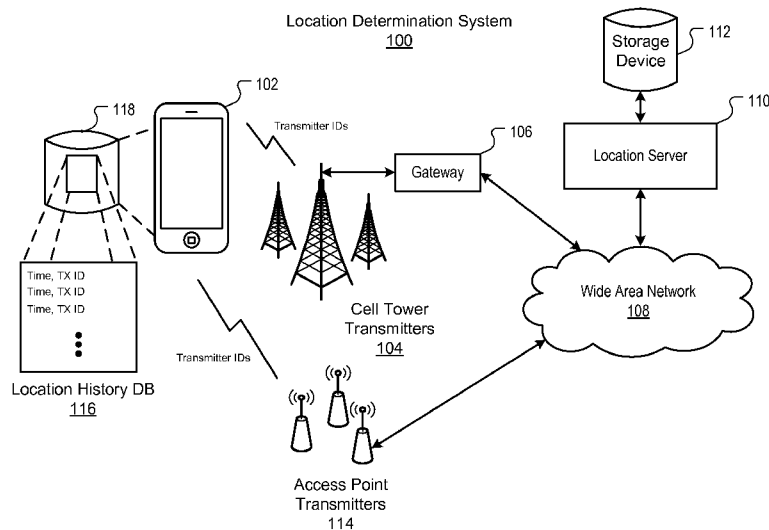 Location Determination System
100
112
Storage
Device
102
118
110
106
Transmitter IDs
Location Server
Gateway
Time, TX ID
Time, TX ID
Time, TX ID
Wide Area Network
108
Cell Tower
Transmitters
104
Transmitter IDs
Location History DB
116
Access Point
Transmitters
114